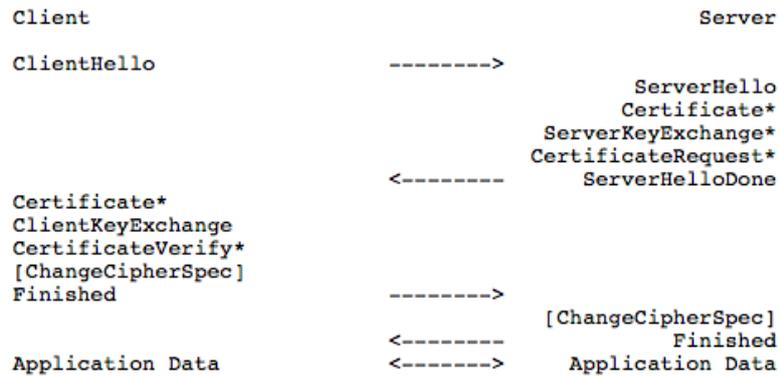 Client Server
ClientHello -------->
ServerHello
Certificate*
ServerKeyExchange*
CertificateRequest*
<-------- ServerHelloDone
Certificate*
ClientKeyExchange
CertificateVerify*
[ChangeCipherSpec]
Finished -------->
[ChangeCipherSpec]
<-------- Finished
Application Data <-------> Application Data